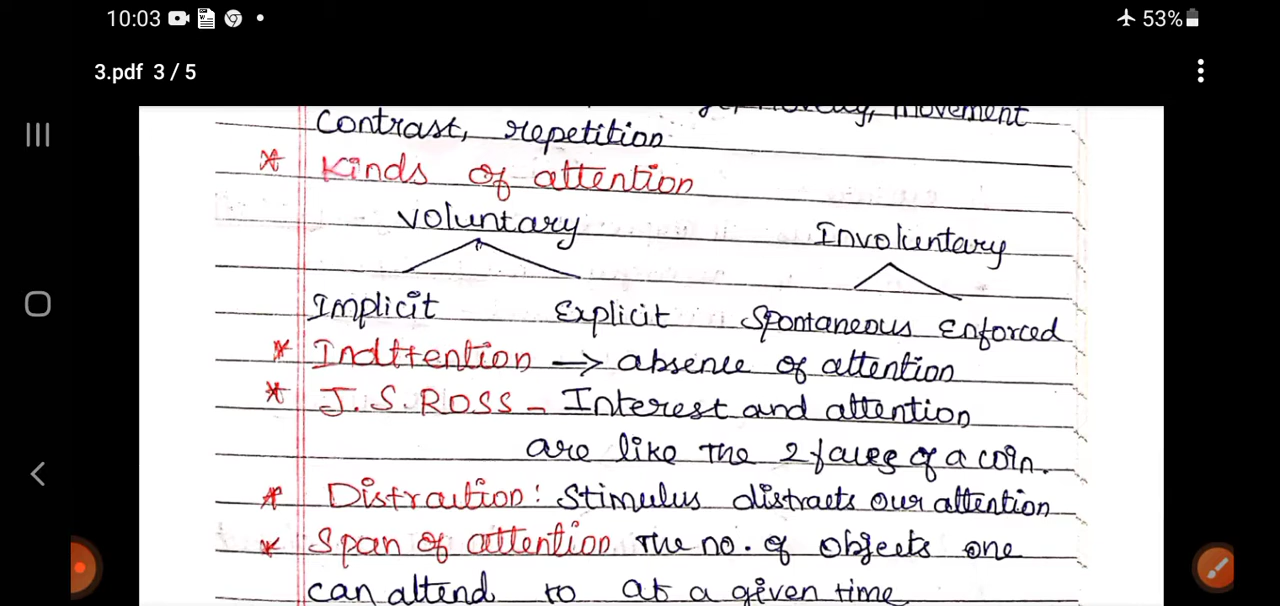 10:03
53%
3.pdf 3 / 5
movement
Contrast, repetition
* Kinds of attention
Voluntary Involuntary
Implicit Explicit Spontaneous Enforced
* Inattention → absence of attention
* J.S.ROSS - Interest and attention
are like the 2 faces of a coin.
* Distraction: Stimulus distracts our attention
* Span of attention The no. of objects one
can attend to at a given time